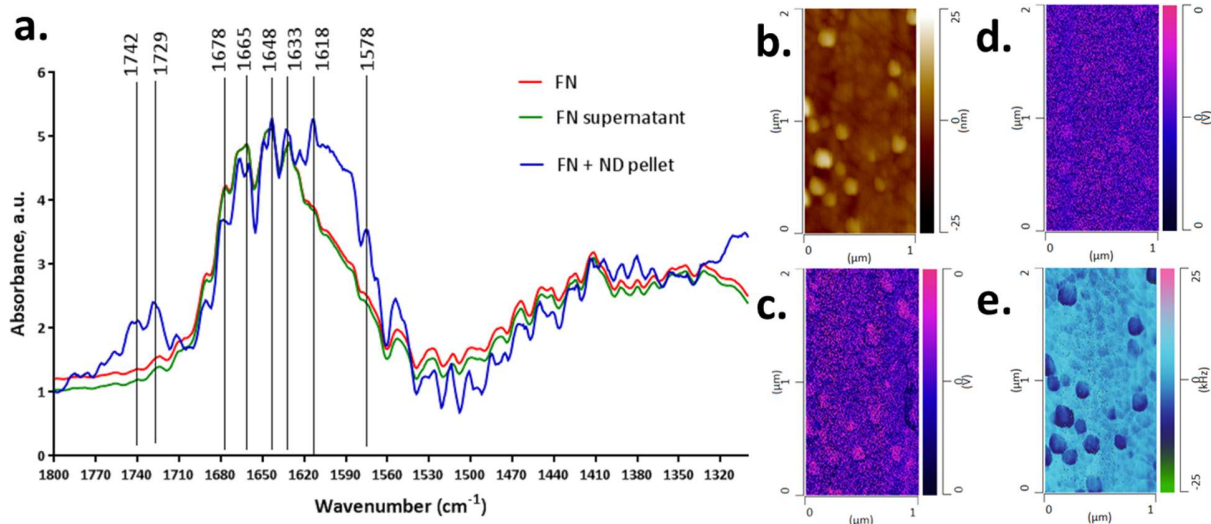 a.
1742
1729
1678
1665
1648
1633
1618
1578
6
5
4
3
2
1
0
Absorbance, a.u.
FN
FN supernatant
FN + ND pellet
1800 1770 1740 1711 1680 1650 1620 1590 1560 1530 1500 1470 1440 1410 1380 1350 1320
Wavenumber (cm-1)
b.
2
1
0
(µm)
0 1
(µm)
25
0
-25
(nm)
d.
2
1
0
(µm)
0 1
(µm)
0
(V)
0
c.
2
1
0
(µm)
0 1
(µm)
0
0
(V)
0
e.
2
1
0
(µm)
0 1
(µm)
25
0
-25
(kHz)